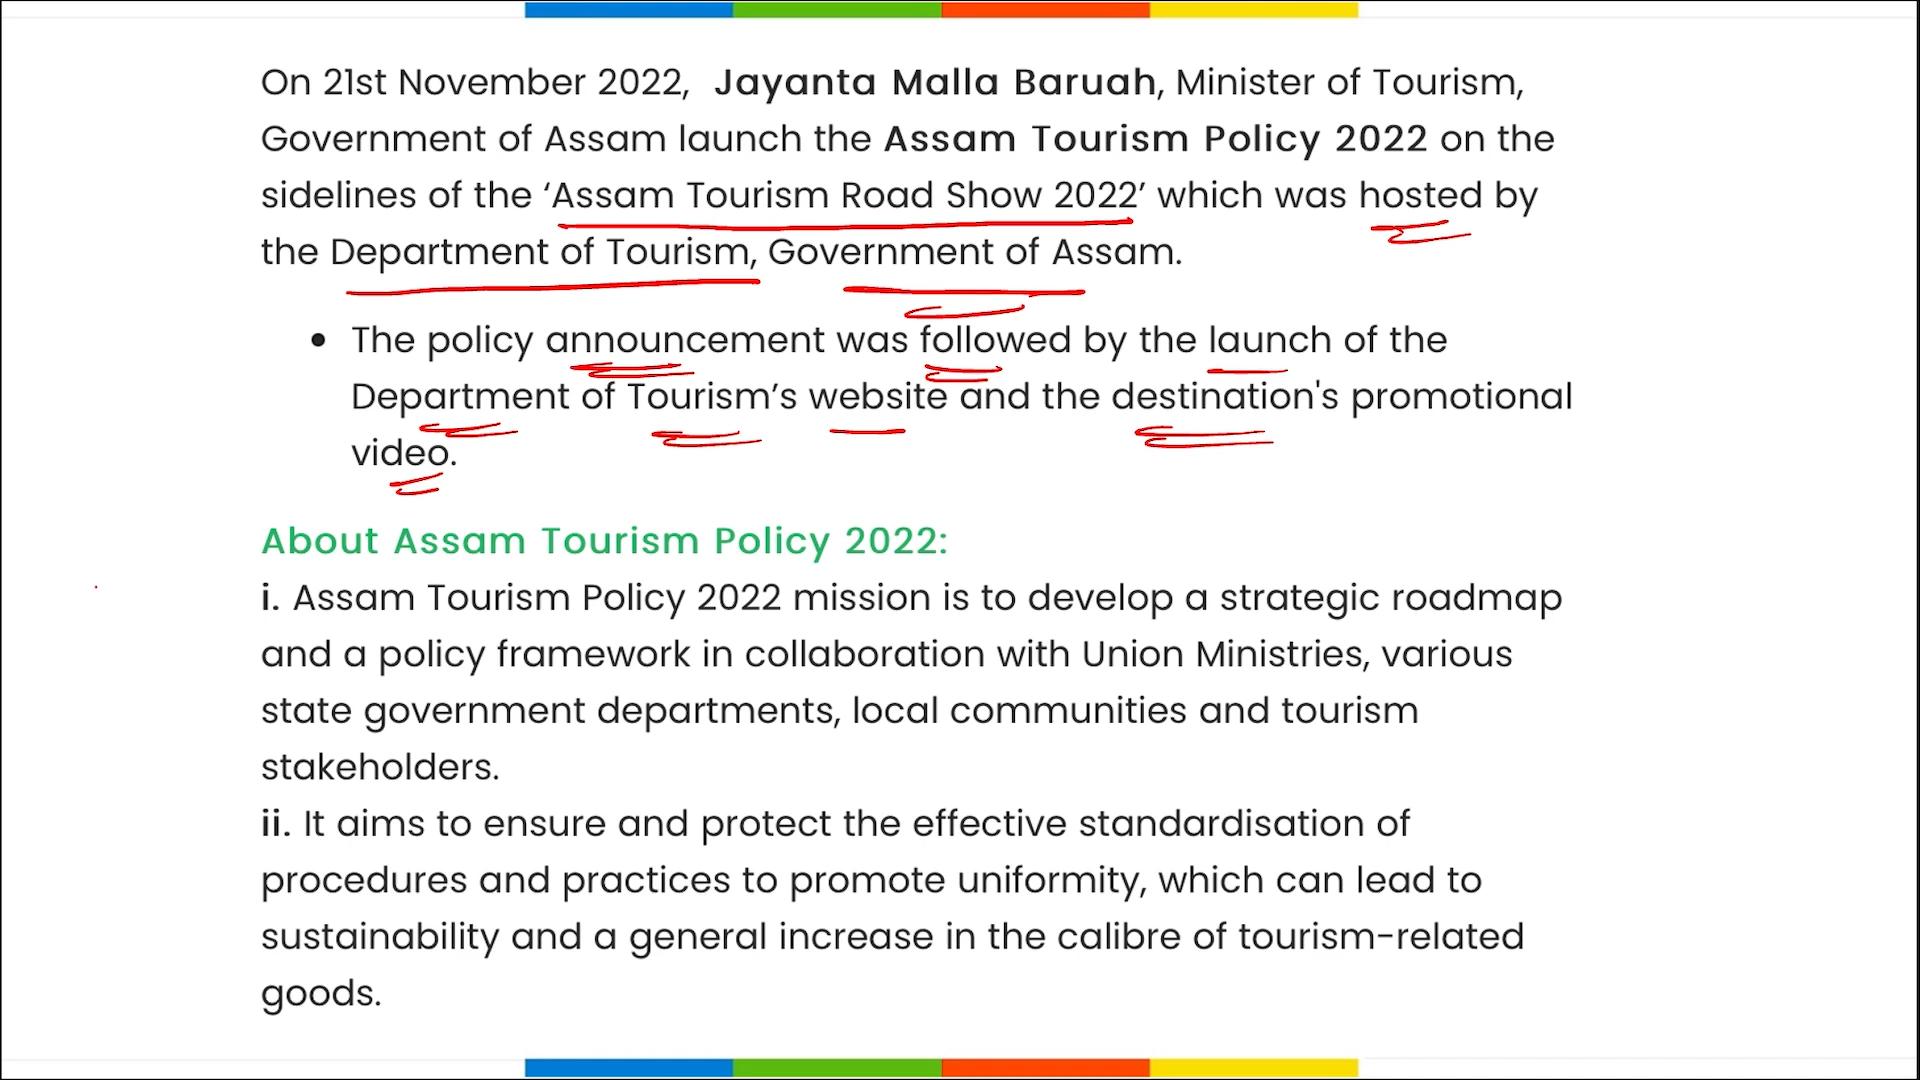 On 21st November 2022, Jayanta Malla Baruah, Minister of Tourism,
Government of Assam launch the Assam Tourism Policy 2022 on the
sidelines of the ‘Assam Tourism Road Show 2022’ which was hosted by
the Department of Tourism, Government of Assam.
• The policy announcement was followed by the launch of the
Department of Tourism’s website and the destination's promotional
video.
About Assam Tourism Policy 2022:
i. Assam Tourism Policy 2022 mission is to develop a strategic roadmap
and a policy framework in collaboration with Union Ministries, various
state government departments, local communities and tourism
stakeholders.
ii. It aims to ensure and protect the effective standardisation of
procedures and practices to promote uniformity, which can lead to
sustainability and a general increase in the calibre of tourism-related
goods.